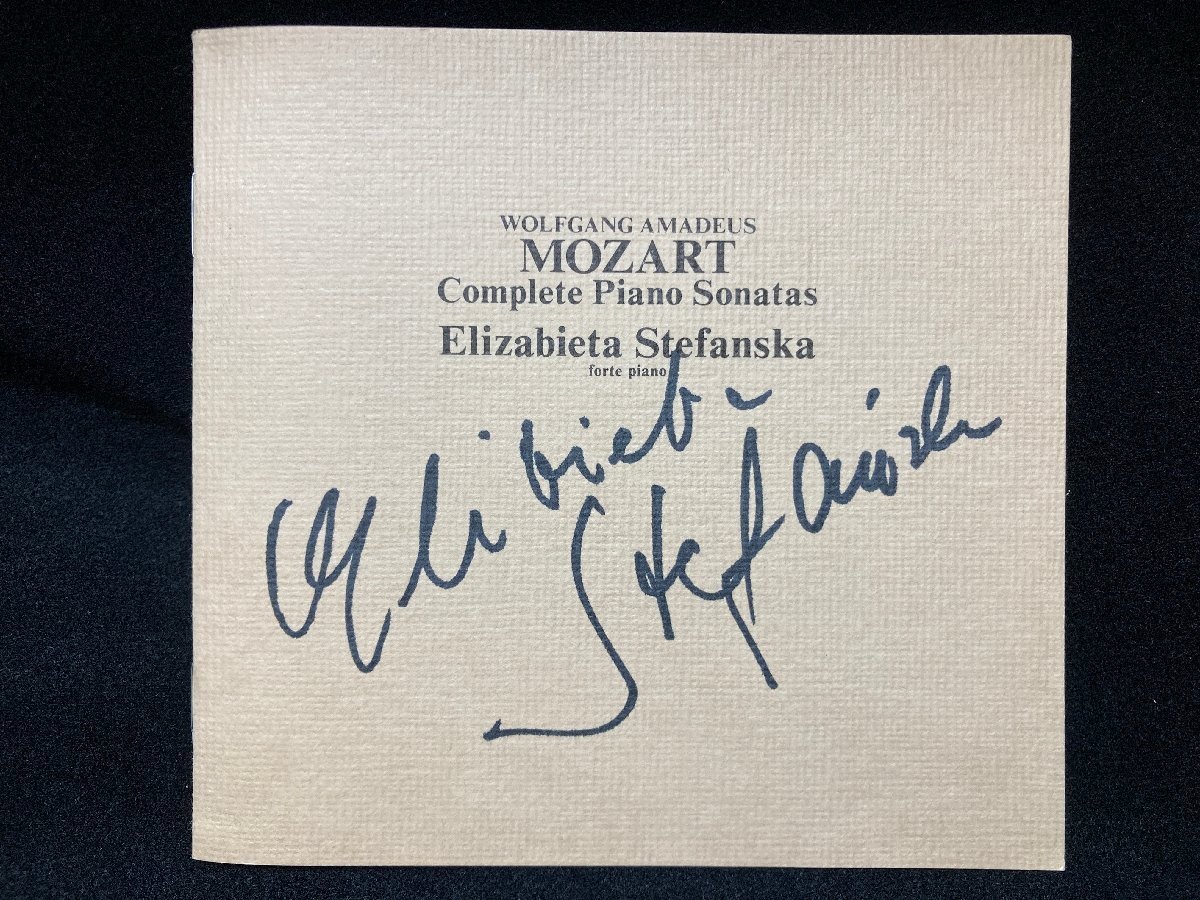 WOLFGANG AMADEUS
MOZART
Complete Piano Sonatas
Elizabieta Stefanska
forte piano